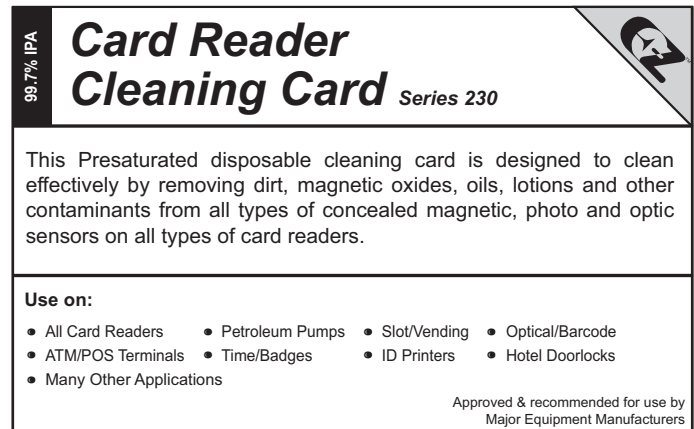 99.7% IPA
Card Reader
Cleaning Card Series 230
This Presaturated disposable cleaning card is designed to clean
effectively by removing dirt, magnetic oxides, oils, lotions and other
contaminants from all types of concealed magnetic, photo and optic
sensors on all types of card readers.
Use on:
• All Card Readers • Petroleum Pumps • Slot/Vending • Optical/Barcode
• ATM/POS Terminals • Time/Badges • ID Printers • Hotel Doorlocks
• Many Other Applications
Approved & recommended for use by
Major Equipment Manufacturers